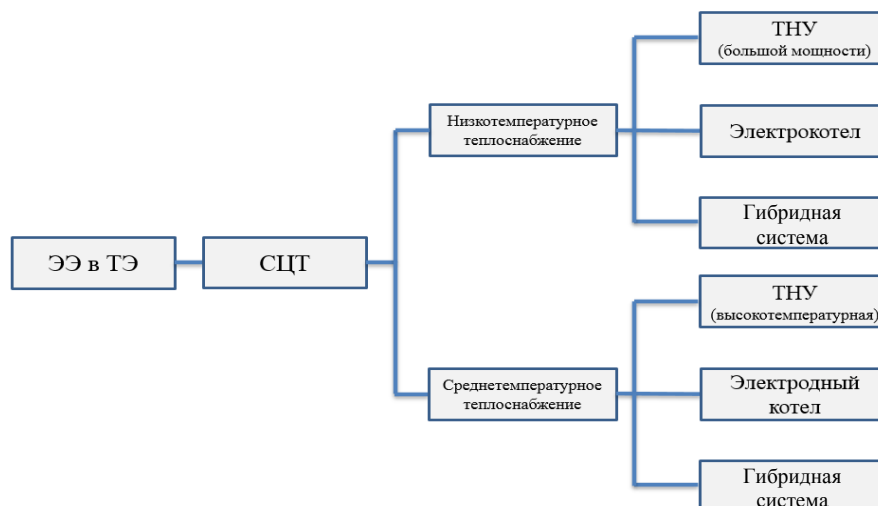 ТНУ
(большой мощности)
Низкотемпературное
теплоснабжение
Электрокотел
Гибридная
система
ЭЭ в ТЭ
СЦТ
ТНУ
(высокотемпературная)
Среднетемпературное
теплоснабжение
Электродный
котел
Гибридная
система